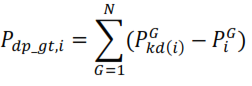 $P_{dp\_gt,i} = \sum_{G=1}^{N} (P_{kd(i)}^{G} - P_{i}^{G})$